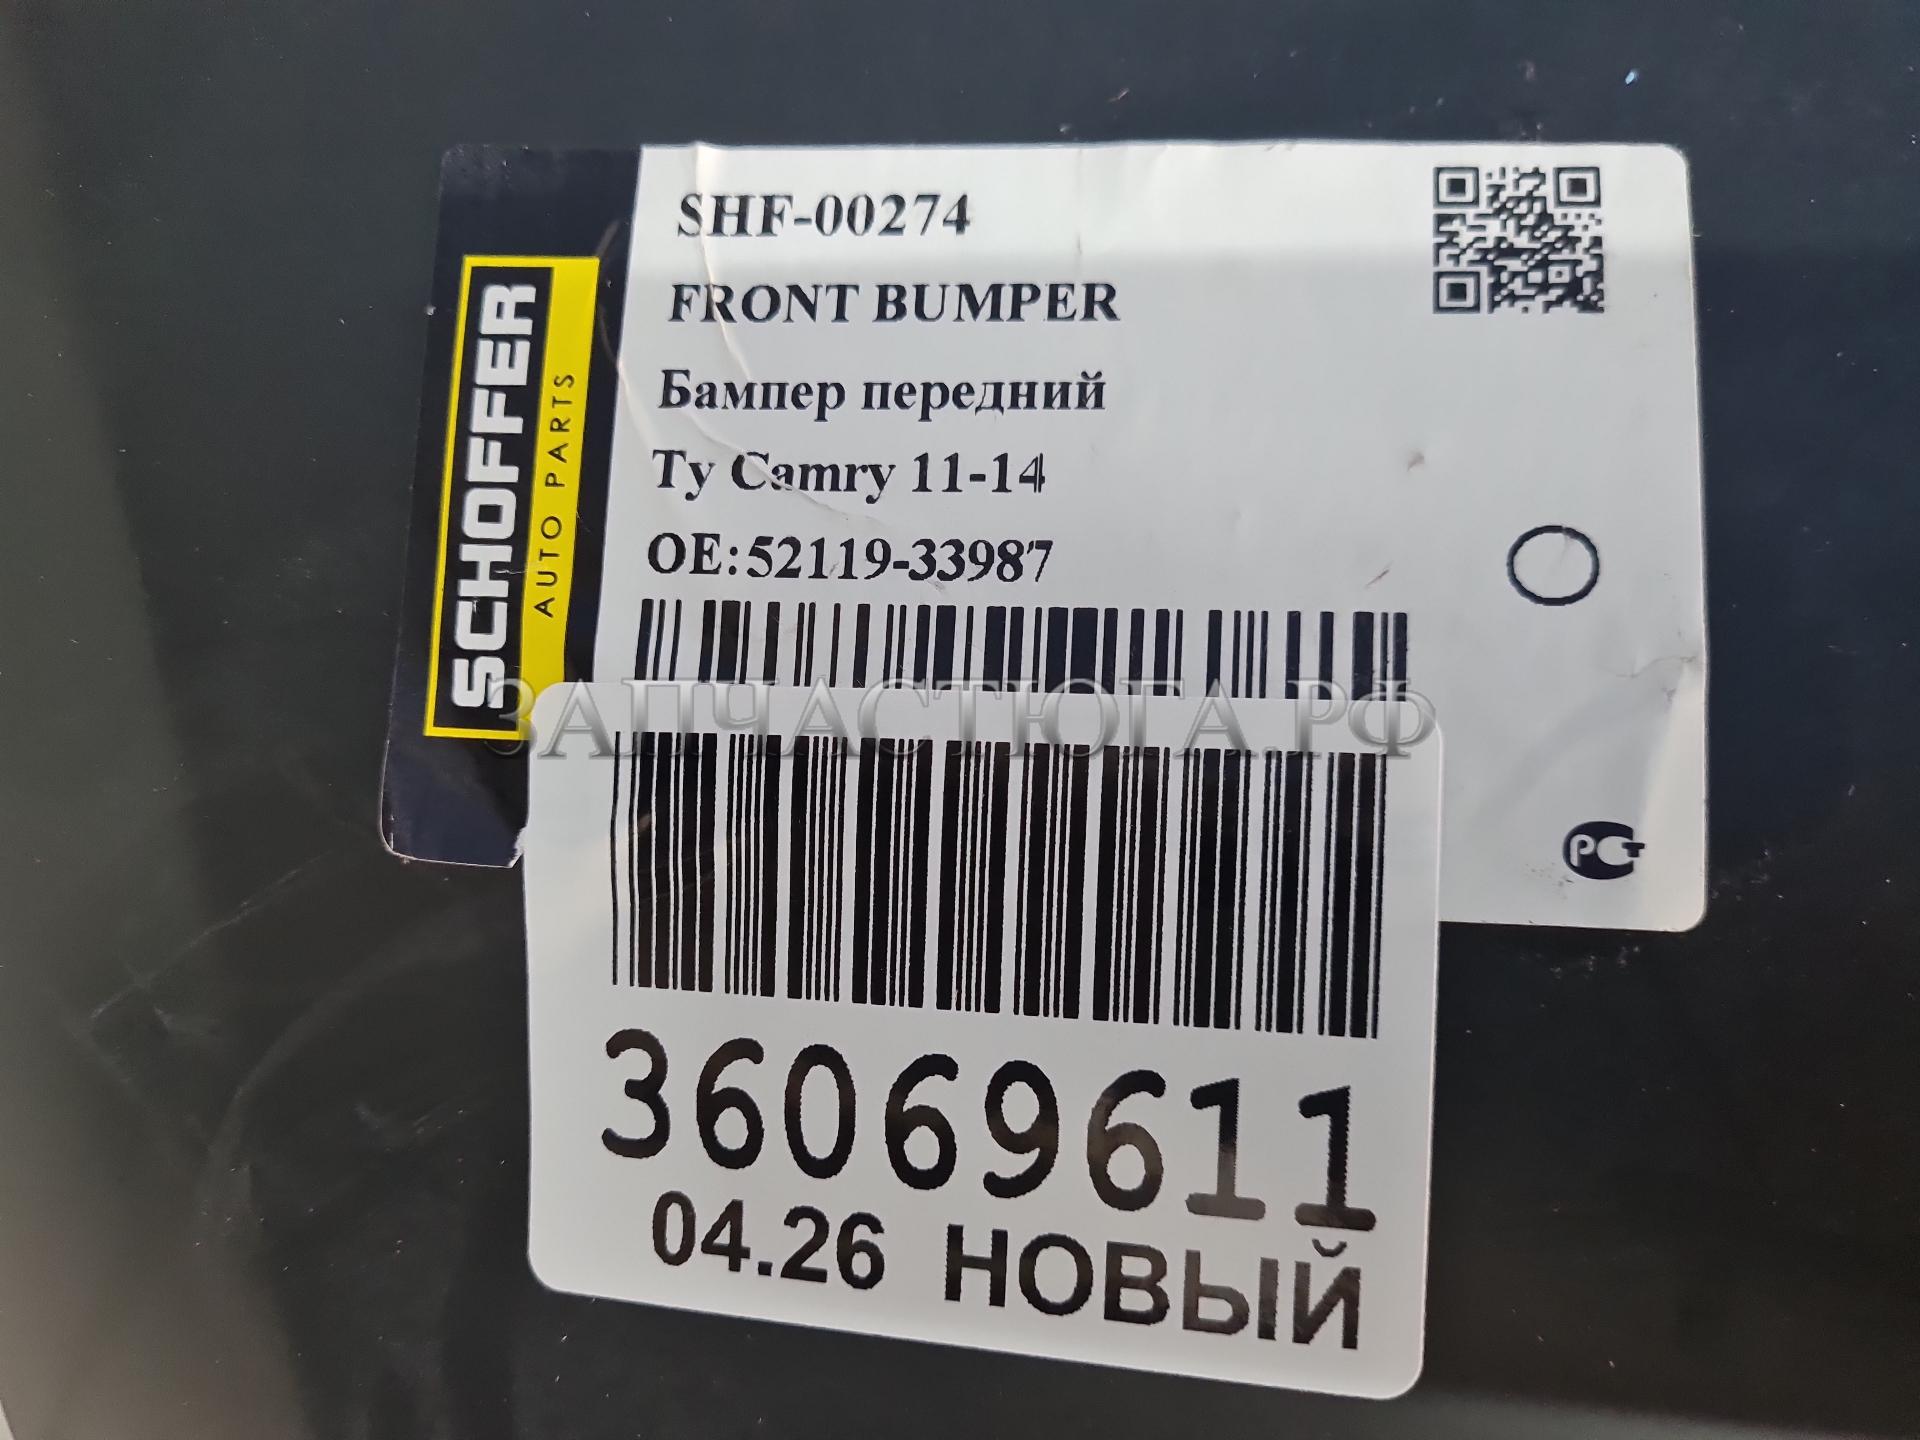 SCHOFFER
AUTO PARTS
SHF-00274
FRONT BUMPER
Бампер передний
Ty Camry 11-14
OE:52119-33987
ЗАПЧАСТЮГА.РФ
РСТ
36069611
04.26 НОВЫЙ